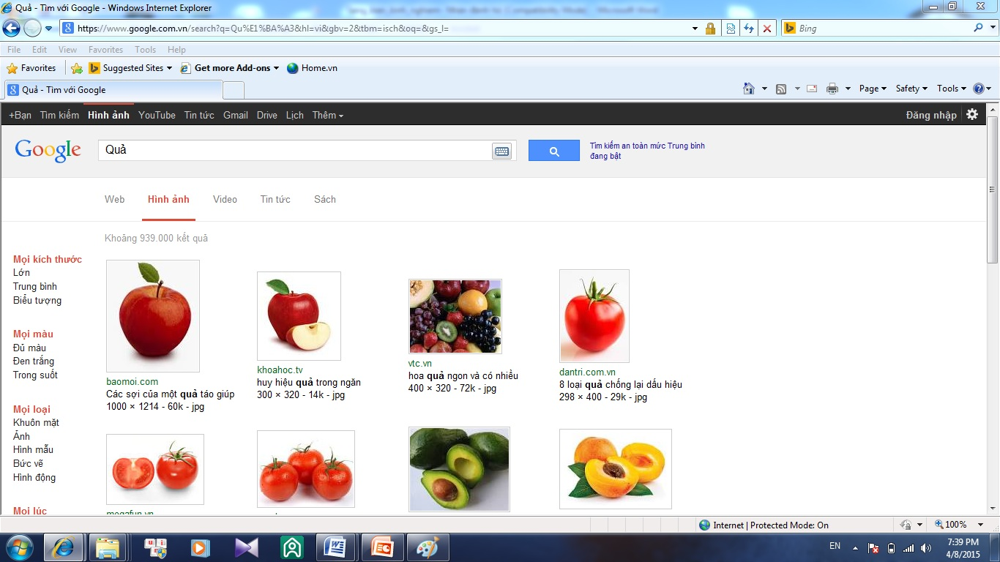 Quả - Tìm với Google - Windows Internet Explorer
https://www.google.com.vn/search?q=Qu%E1%BA%A3&hl=vi&gbv=2&tbm=isch&oq=&gs_l=
Bing
File Edit View Favorites Tools Help
Favorites Suggested Sites Get more Add-ons Home.vn
Quả - Tìm với Google
Page Safety Tools
+Bạn Tìm kiếm Hình ảnh YouTube Tin tức Gmail Drive Lịch Thêm Đăng nhập
Google Quả
Tìm kiếm an toàn mức Trung bình
đang bật
Web Hình ảnh Video Tin tức Sách
Khoảng 939.000 kết quả
Mọi kích thước
Lớn
Trung bình
Biểu tượng
Mọi màu
Đủ màu
Đen trắng
Trong suốt
Mọi loại
Khuôn mặt
Ảnh
Hình mẫu
Bức vẽ
Hình động
Mọi lúc
baomoi.com
Các sợi của một quả táo giúp
1000 × 1214 - 60k - jpg
khoahoc.tv
huy hiệu quả trong ngăn
300 × 320 - 14k - jpg
vtc.vn
hoa quả ngon và có nhiều
400 × 320 - 72k - jpg
dantri.com.vn
8 loại quả chống lại dấu hiệu
298 × 400 - 29k - jpg
megafun.vn
Internet | Protected Mode: On
100%
EN
7:39 PM
4/8/2015